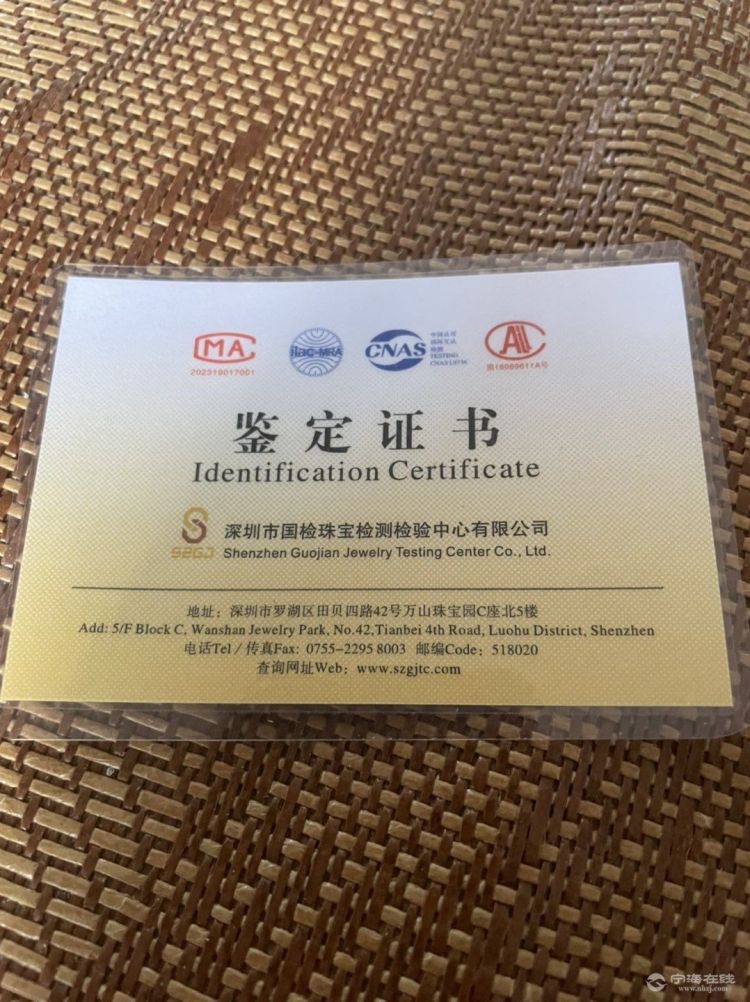 CMA
ilac-MRA
CNAS
中国认可
国际互认
检测
TESTING
CAL
202319017001
鉴定证书
Identification Certificate
SZGJ
深圳市国检珠宝检测检验中心有限公司
Shenzhen Guojian Jewelry Testing Center Co., Ltd.
地址：深圳市罗湖区田贝四路42号万山珠宝园C座北5楼
Add: 5/F Block C, Wanshan Jewelry Park, No.42,Tianbei 4th Road, Luohu District, Shenzhen
电话Tel / 传真Fax: 0755-2295 8003 邮编Code: 518020
查询网址Web: www.szgjtc.com
宁海在线
www.nhzj.com